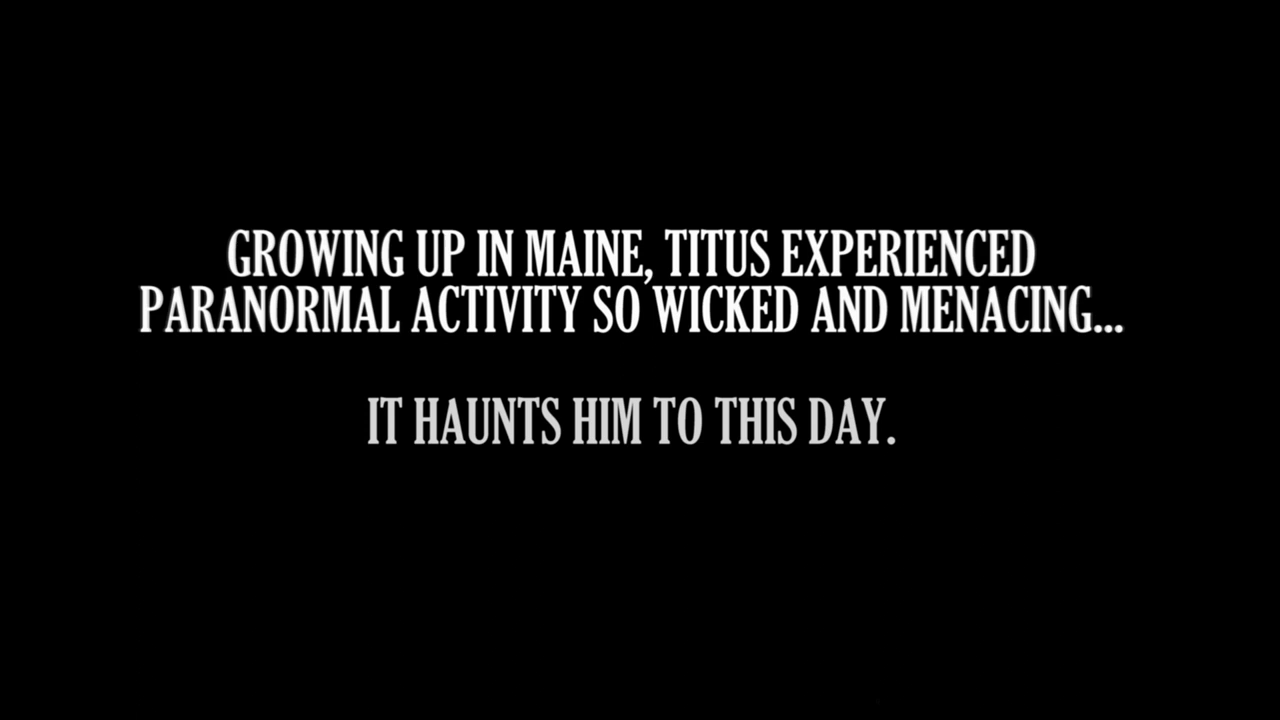 GROWING UP IN MAINE, TITUS EXPERIENCED
PARANORMAL ACTIVITY SO WICKED AND MENACING...
IT HAUNTS HIM TO THIS DAY.